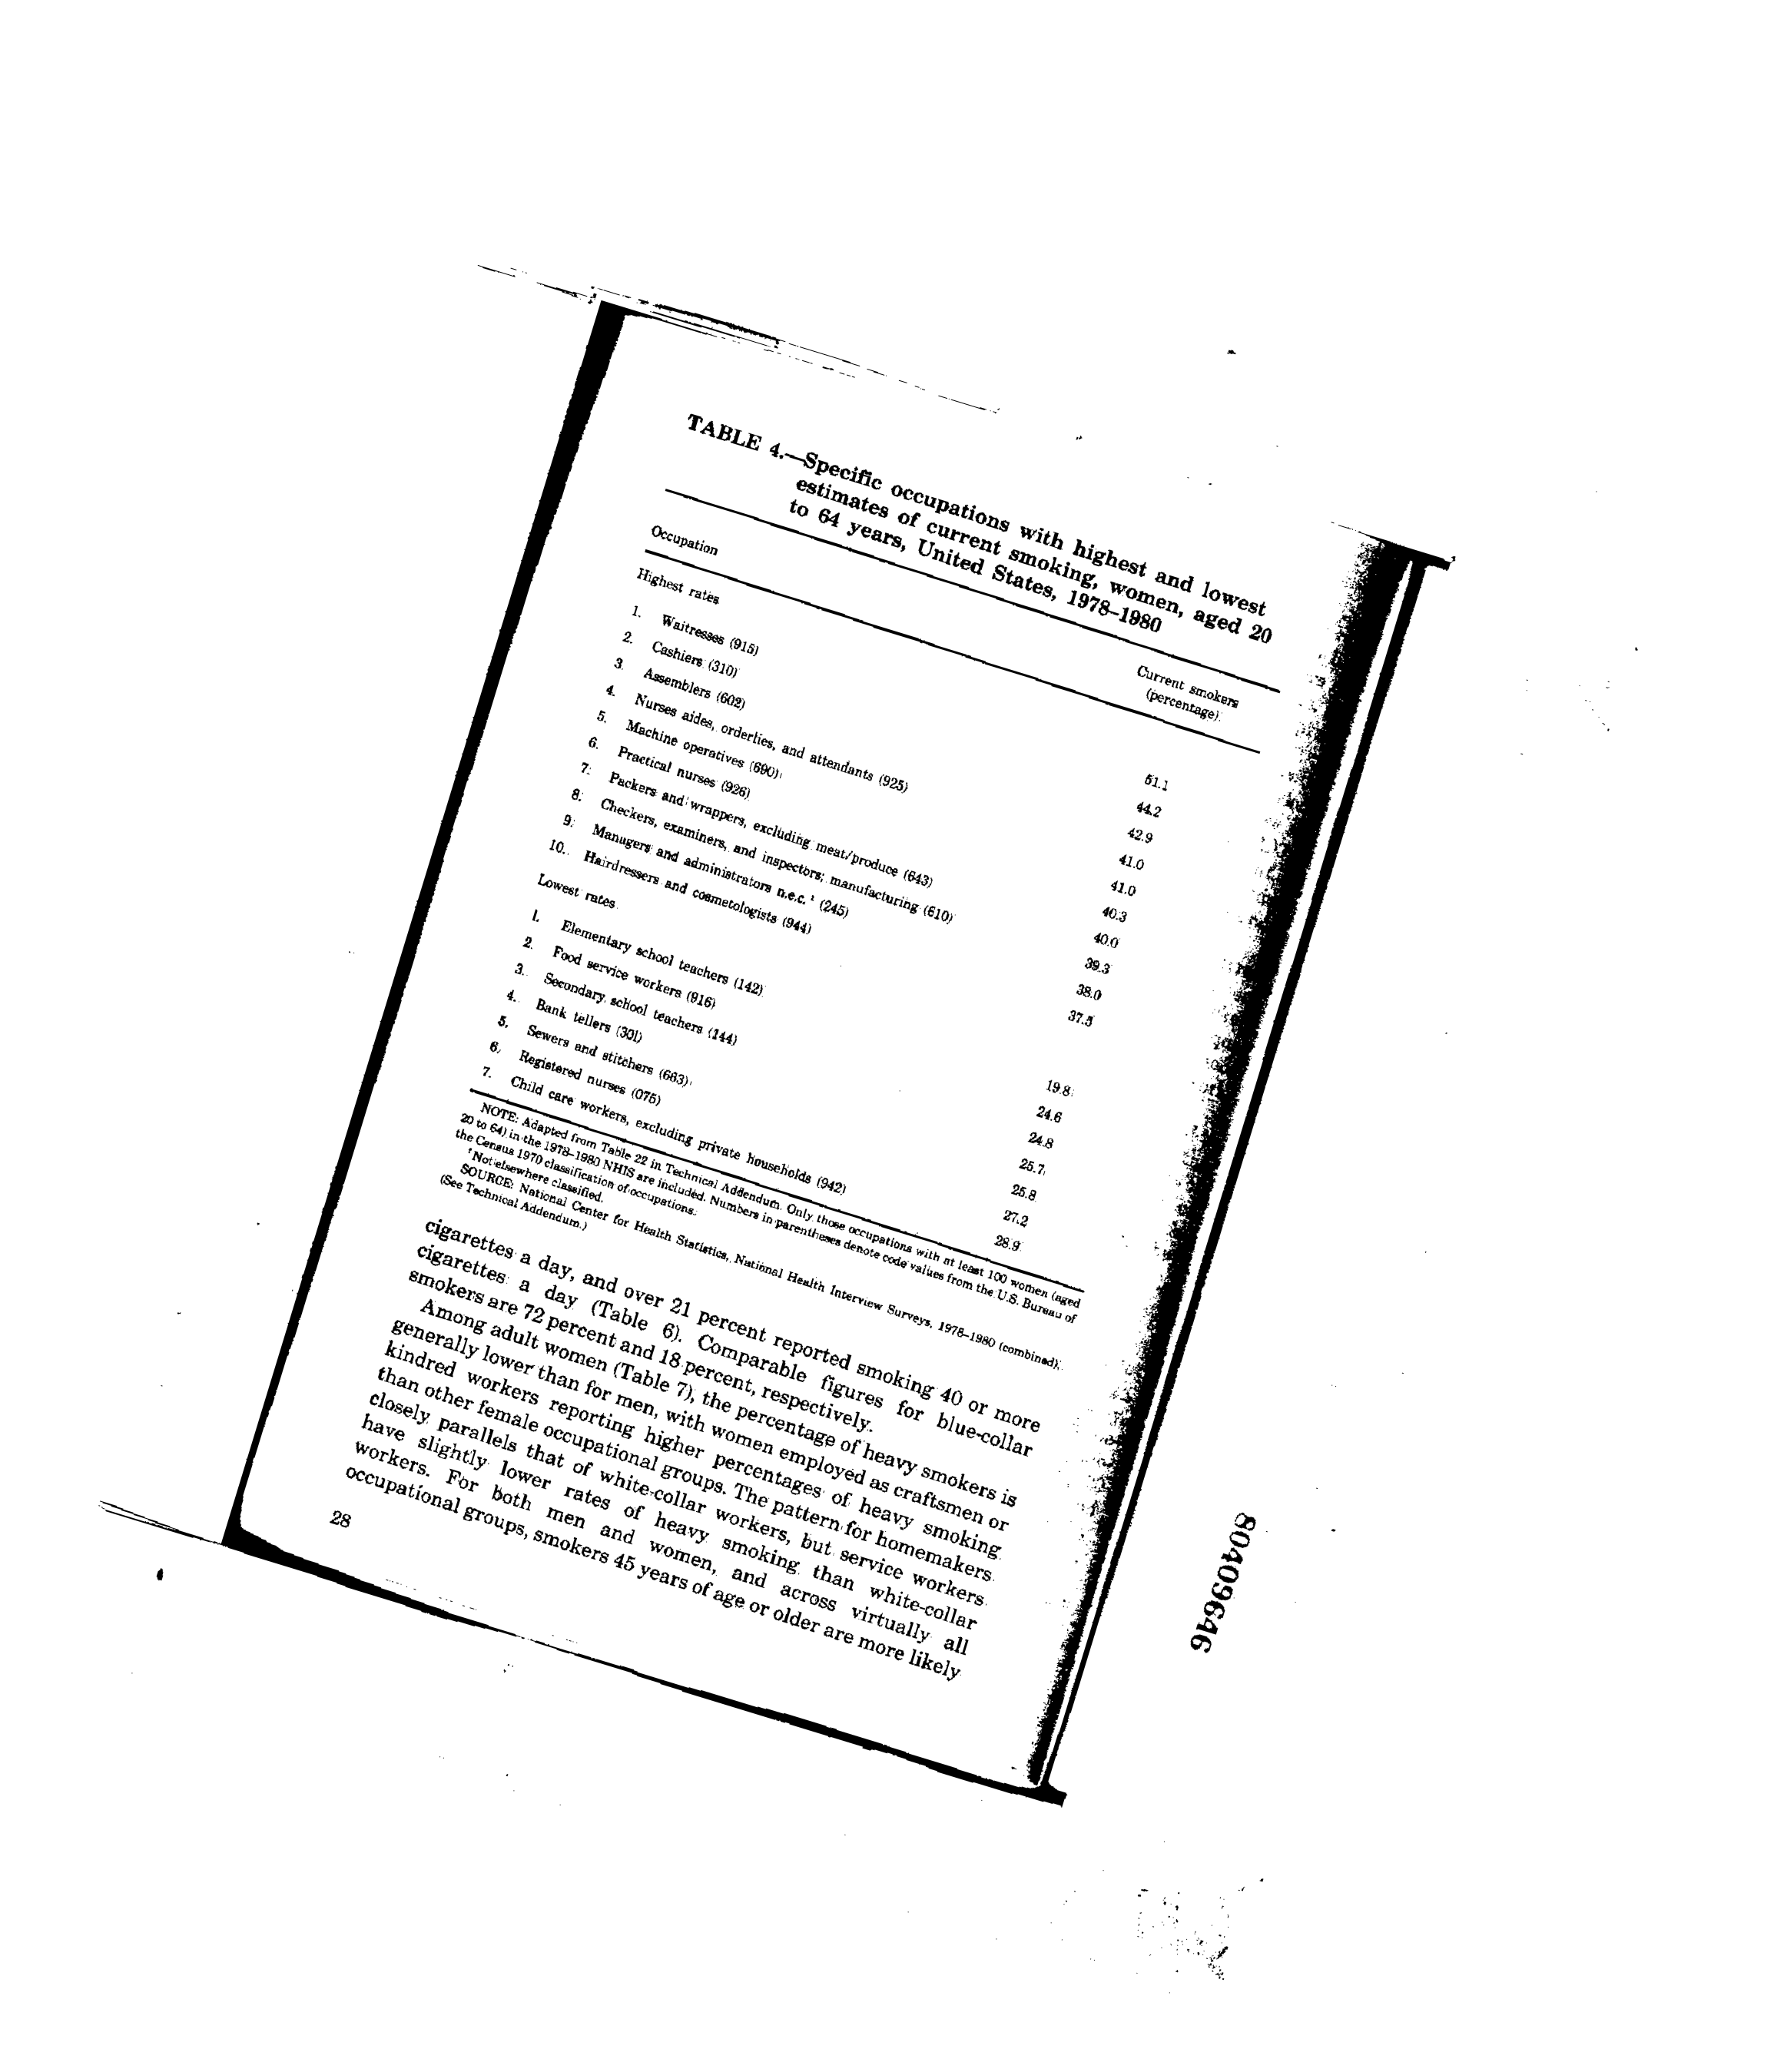 TABLE 4.—Specific occupations with highest and lowest
estimates of current smoking, women, aged 20
to 64 years, United States, 1978–1980
Occupation Current smokers
(percentage)
Highest rates
1. Waitresses (915) 51.1
2. Cashiers (310) 44.2
3. Assemblers (602) 42.9
4. Nurses aides, orderlies, and attendants (925) 41.0
5. Machine operatives (690) 41.0
6. Practical nurses (926) 40.3
7. Packers and wrappers, excluding meat/produce (643) 40.0
8. Checkers, examiners, and inspectors; manufacturing (610) 39.3
9. Managers and administrators n.e.c. ¹ (245) 38.0
10. Hairdressers and cosmetologists (944) 37.5
Lowest rates
1. Elementary school teachers (142) 19.8
2. Food service workers (916) 24.6
3. Secondary school teachers (144) 24.8
4. Bank tellers (301) 25.7
5. Sewers and stitchers (663) 25.8
6. Registered nurses (075) 27.2
7. Child care workers, excluding private households (942) 28.9
NOTE: Adapted from Table 22 in Technical Addendum. Only those occupations with at least 100 women (aged
20 to 64) in the 1978–1980 NHIS are included. Numbers in parentheses denote code values from the U.S. Bureau of
the Census 1970 classification of occupations.
¹ Not elsewhere classified.
SOURCE: National Center for Health Statistics, National Health Interview Surveys, 1978–1980 (combined).
(See Technical Addendum.)
cigarettes a day, and over 21 percent reported smoking 40 or more
cigarettes a day (Table 6). Comparable figures for blue-collar
smokers are 72 percent and 18 percent, respectively.
Among adult women (Table 7), the percentage of heavy smokers is
generally lower than for men, with women employed as craftsmen or
kindred workers reporting higher percentages of heavy smoking
than other female occupational groups. The pattern for homemakers
closely parallels that of white-collar workers, but service workers
have slightly lower rates of heavy smoking than white-collar
workers. For both men and women, and across virtually all
occupational groups, smokers 45 years of age or older are more likely
28
80409646